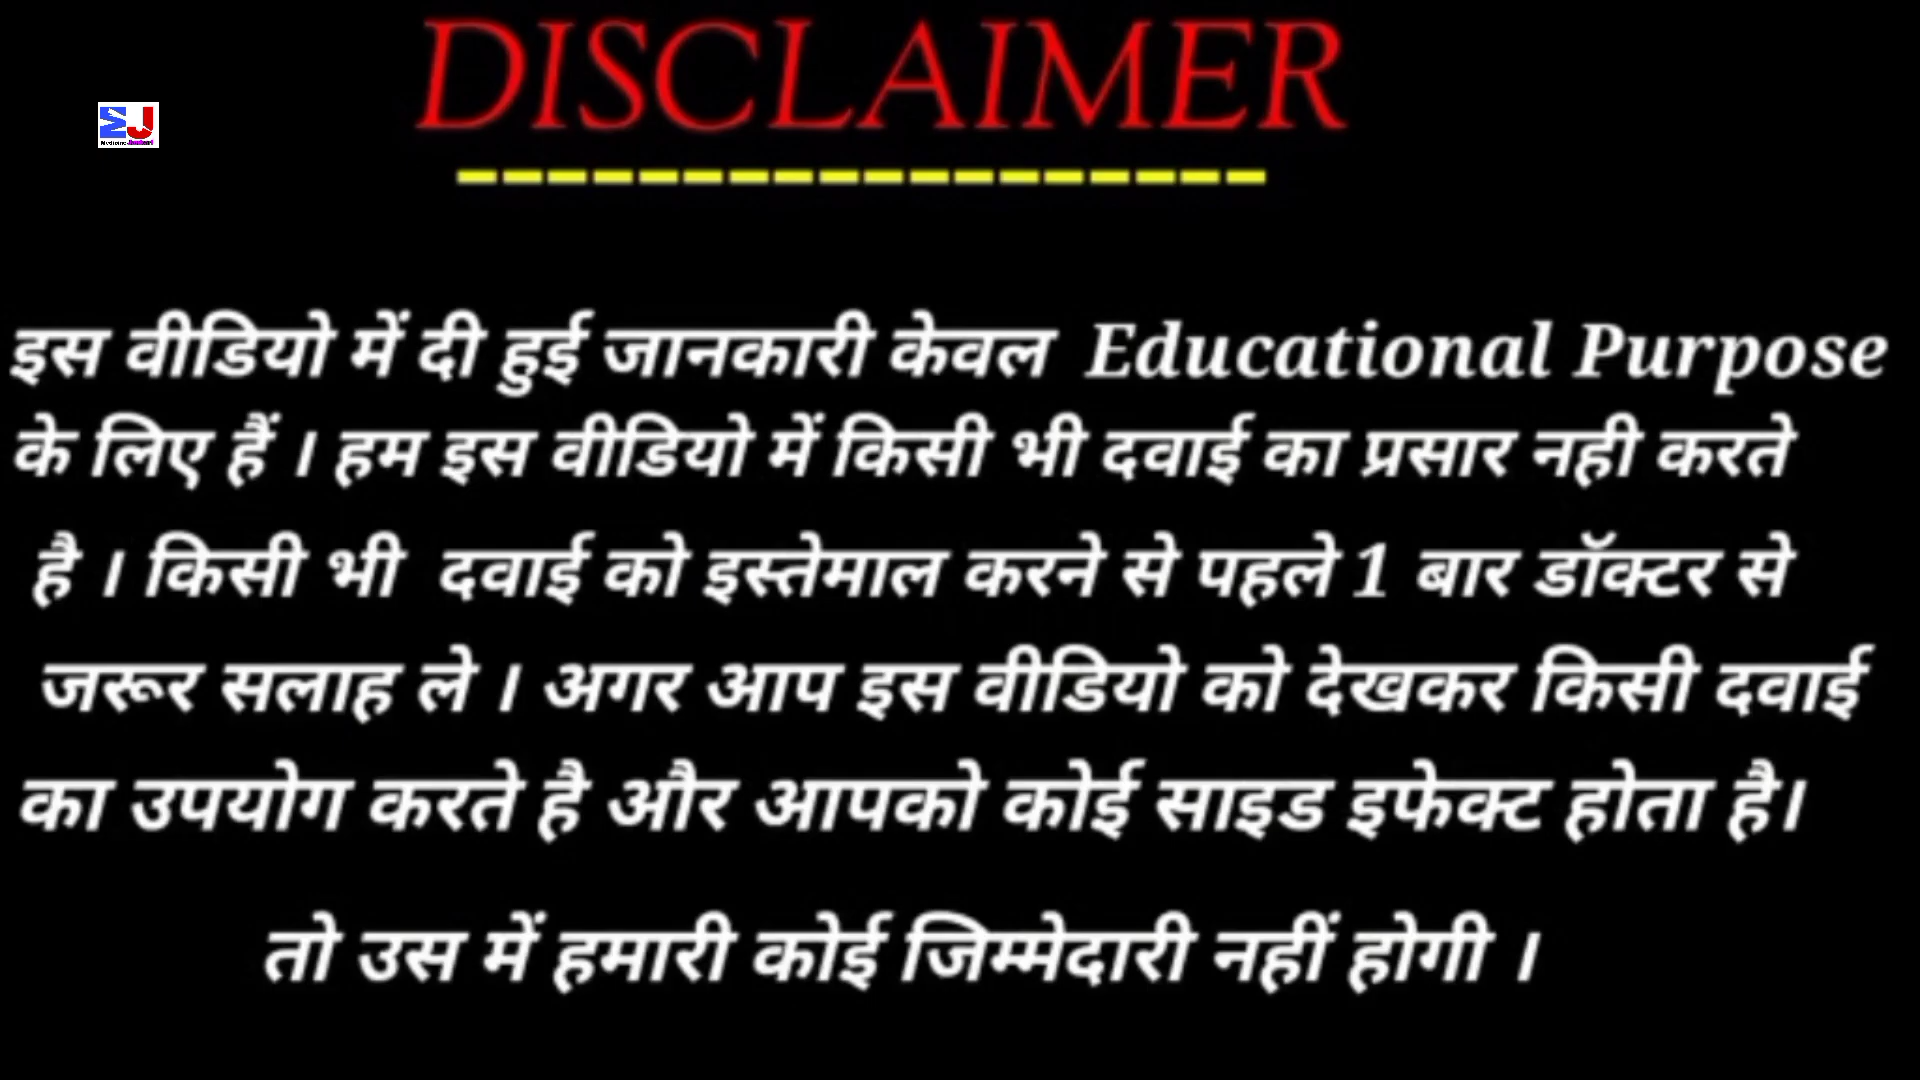 DISCLAIMER
MJ
इस वीडियो में दी हुई जानकारी केवल Educational Purpose
के लिए हैं । हम इस वीडियो में किसी भी दवाई का प्रसार नही करते
है । किसी भी दवाई को इस्तेमाल करने से पहले 1 बार डॉक्टर से
जरूर सलाह ले । अगर आप इस वीडियो को देखकर किसी दवाई
का उपयोग करते है और आपको कोई साइड इफेक्ट होता है।
तो उस में हमारी कोई जिम्मेदारी नहीं होगी ।